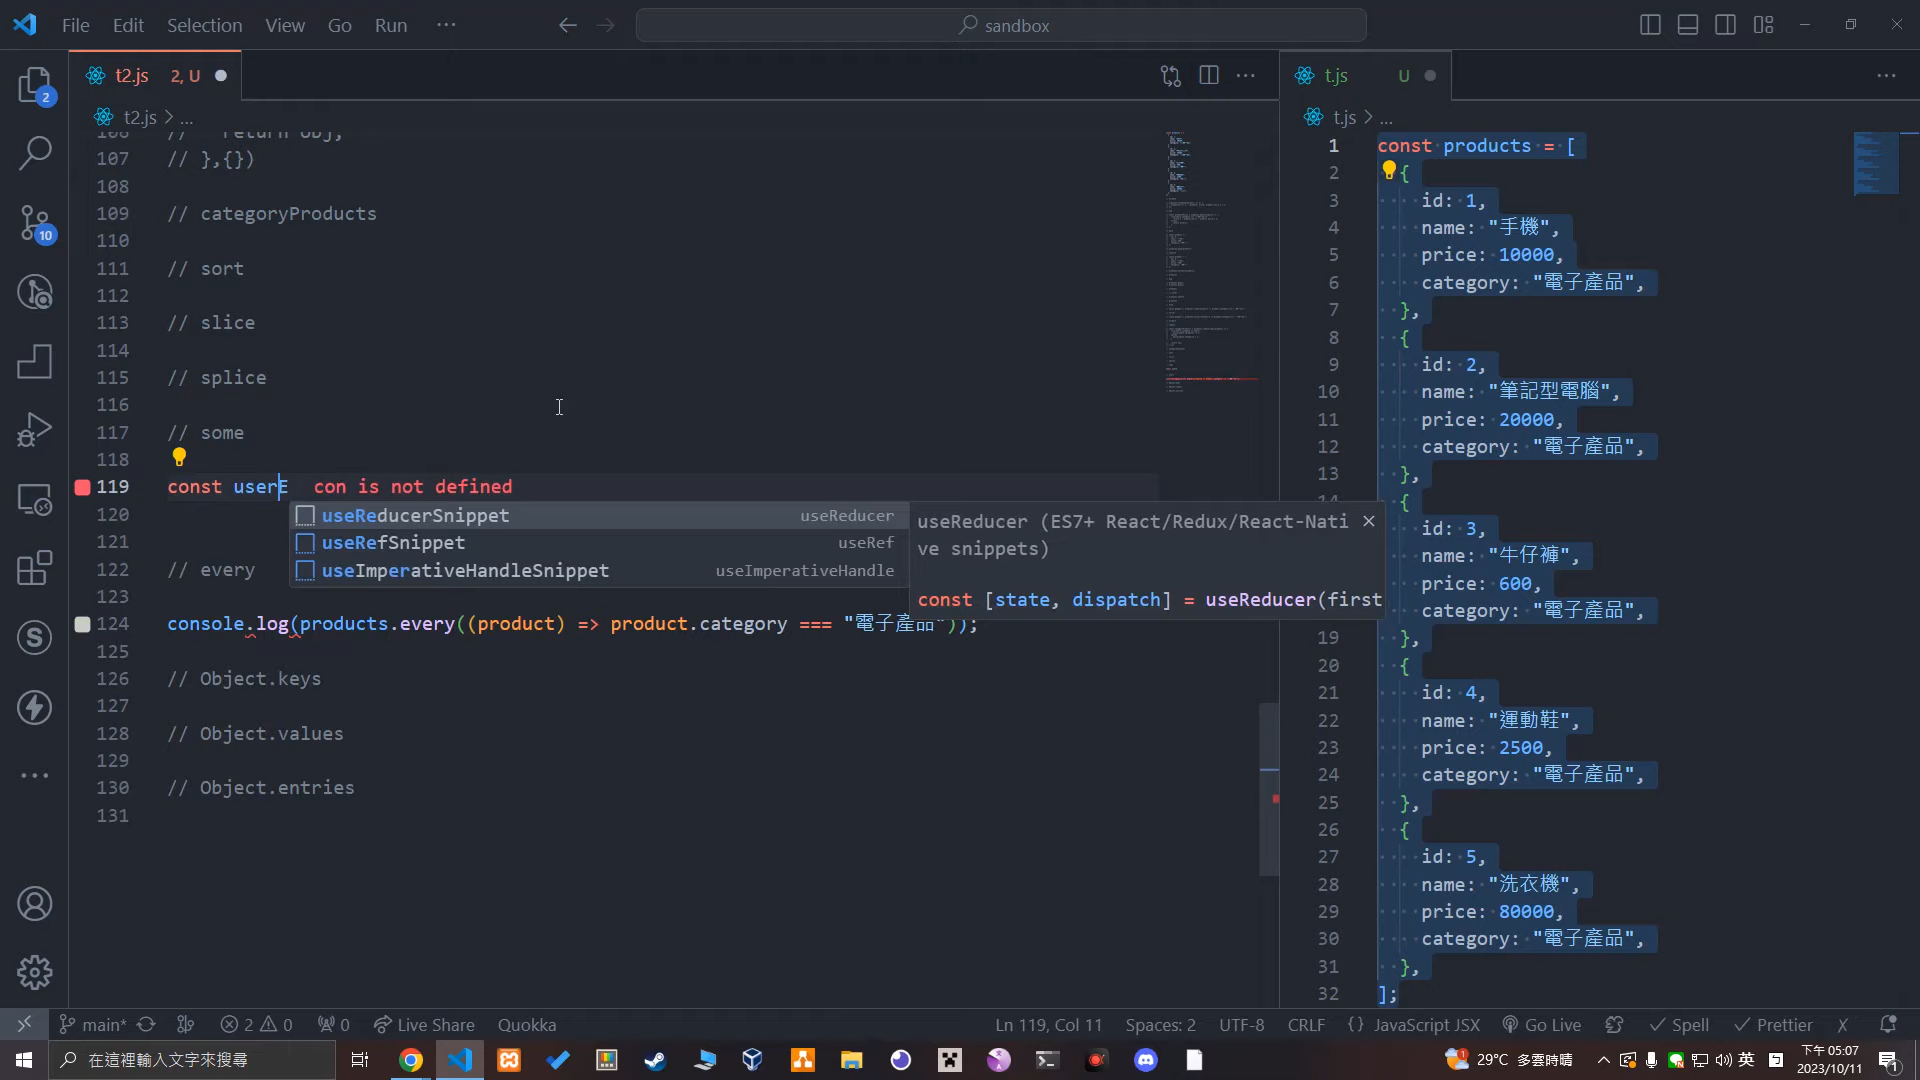 File Edit Selection View Go Run ··· sandbox
t2.js 2, U
t2.js > ...
106 // return obj;
107 // },{})
108
109 // categoryProducts
110
111 // sort
112
113 // slice
114
115 // splice
116
117 // some
118
119 const userE con is not defined
120
121
122 // every
123
124 console.log(products.every((product) => product.category === "電子產品"));
125
126 // Object.keys
127
128 // Object.values
129
130 // Object.entries
131
useReducerSnippet useReducer
useRefSnippet useRef
useImperativeHandleSnippet useImperativeHandle
useReducer (ES7+ React/Redux/React-Nati
ve snippets)
const [state, dispatch] = useReducer(first
t.js U
t.js > ...
1 const products = [
2 {
3 id: 1,
4 name: "手機",
5 price: 10000,
6 category: "電子產品",
7 },
8 {
9 id: 2,
10 name: "筆記型電腦",
11 price: 20000,
12 category: "電子產品",
13 },
14 {
id: 3,
name: "牛仔褲",
price: 600,
category: "電子產品",
19 },
20 {
21 id: 4,
22 name: "運動鞋",
23 price: 2500,
24 category: "電子產品",
25 },
26 {
27 id: 5,
28 name: "洗衣機",
29 price: 80000,
30 category: "電子產品",
31 },
32 ];
2
10
main* 2 0 0 Live Share Quokka Ln 119, Col 11 Spaces: 2 UTF-8 CRLF {} JavaScript JSX Go Live Spell Prettier
在這裡輸入文字來搜尋
29°C 多雲時晴 英
下午 05:07
2023/10/11
1